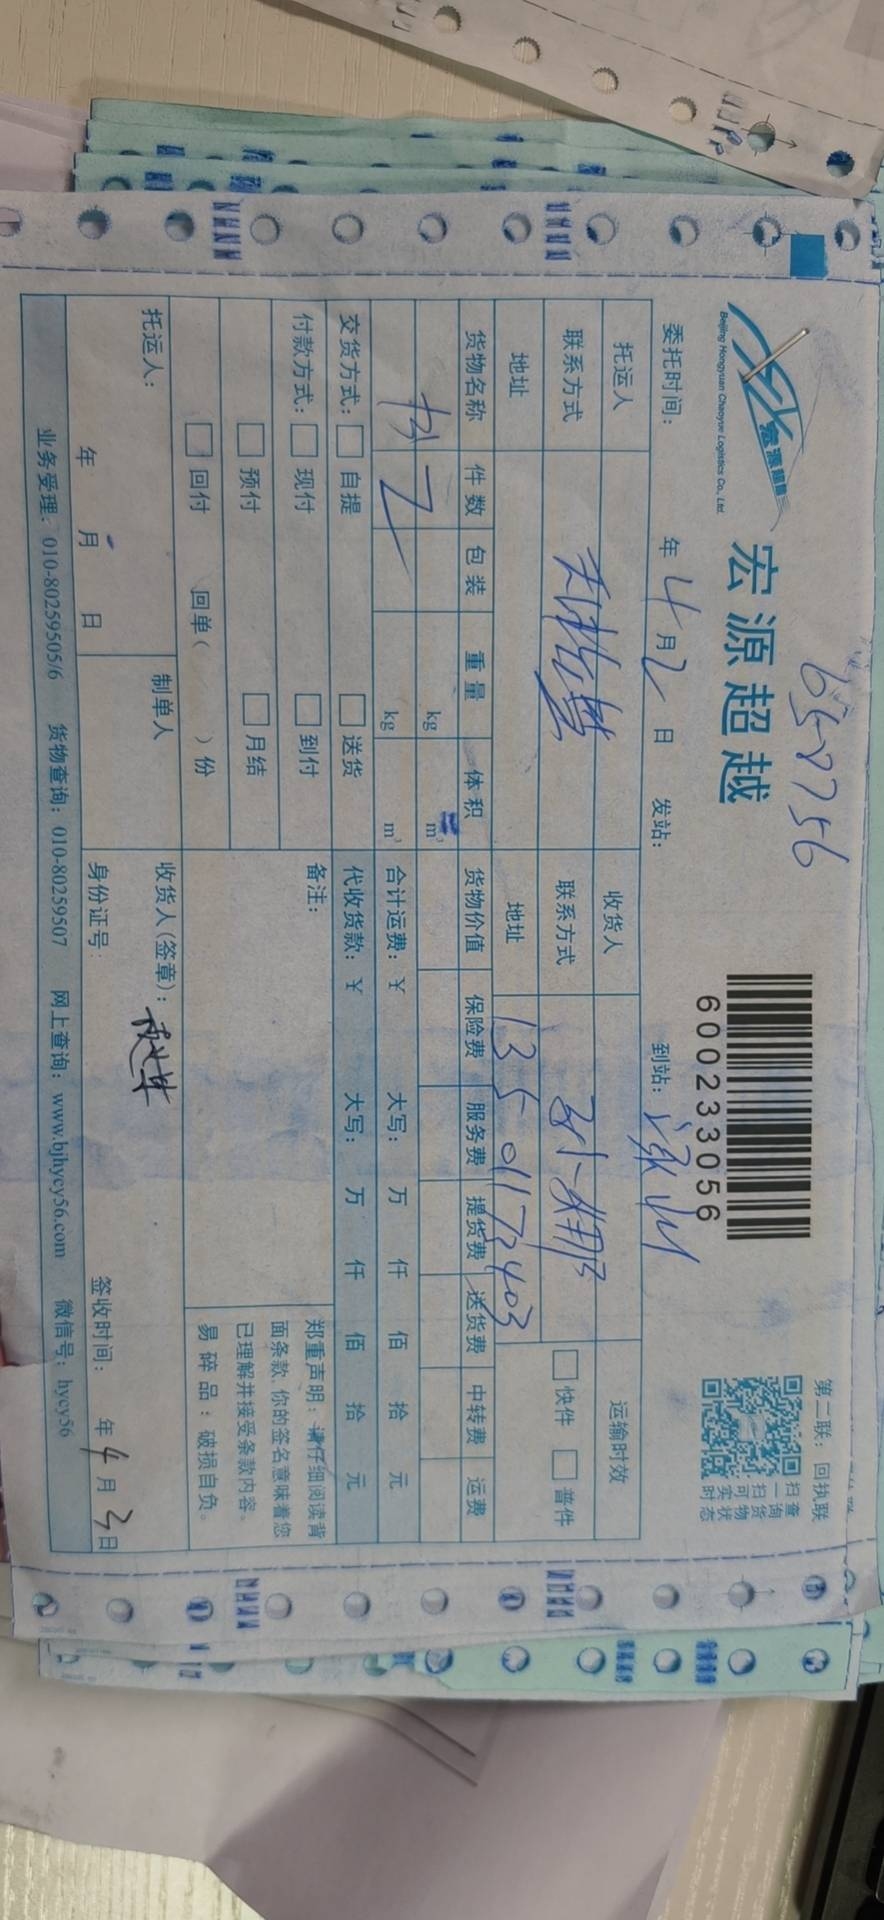 658756
宏源超越
宏源超越
Beijing Hongyuan Chaoyue Logistics Co., Ltd.
600233056
第二联：回执联
扫一扫
查询货物实时状态
委托时间： 年 4 月 2 日 发站： 到站：
托运人 收货人 运输时效
联系方式 联系方式 快件 普件
地址 地址 13501173403
货物名称 件数 包装 重量 体积 货物价值 保险费 服务费 提货费 送货费 中转费 运费
kg m³
kg m³ 合计运费：￥ 大写： 万 仟 佰 拾 元
交货方式： 自提 送货 代收货款：￥ 大写： 万 仟 佰 拾 元
付款方式： 现付 到付 备注：
预付 月结
回付 回单（ ）份
郑重声明：请仔细阅读背
面条款，你的签名意味着您
已理解并接受条款内容。
易碎品：破损自负。
托运人： 制单人 收货人（签章）：
年 月 日 身份证号: 签收时间： 年 4 月 3 日
业务受理：010-80259505/6 货物查询：010-80259507 网上查询：www.bjhycy56.com 微信号：hycy56